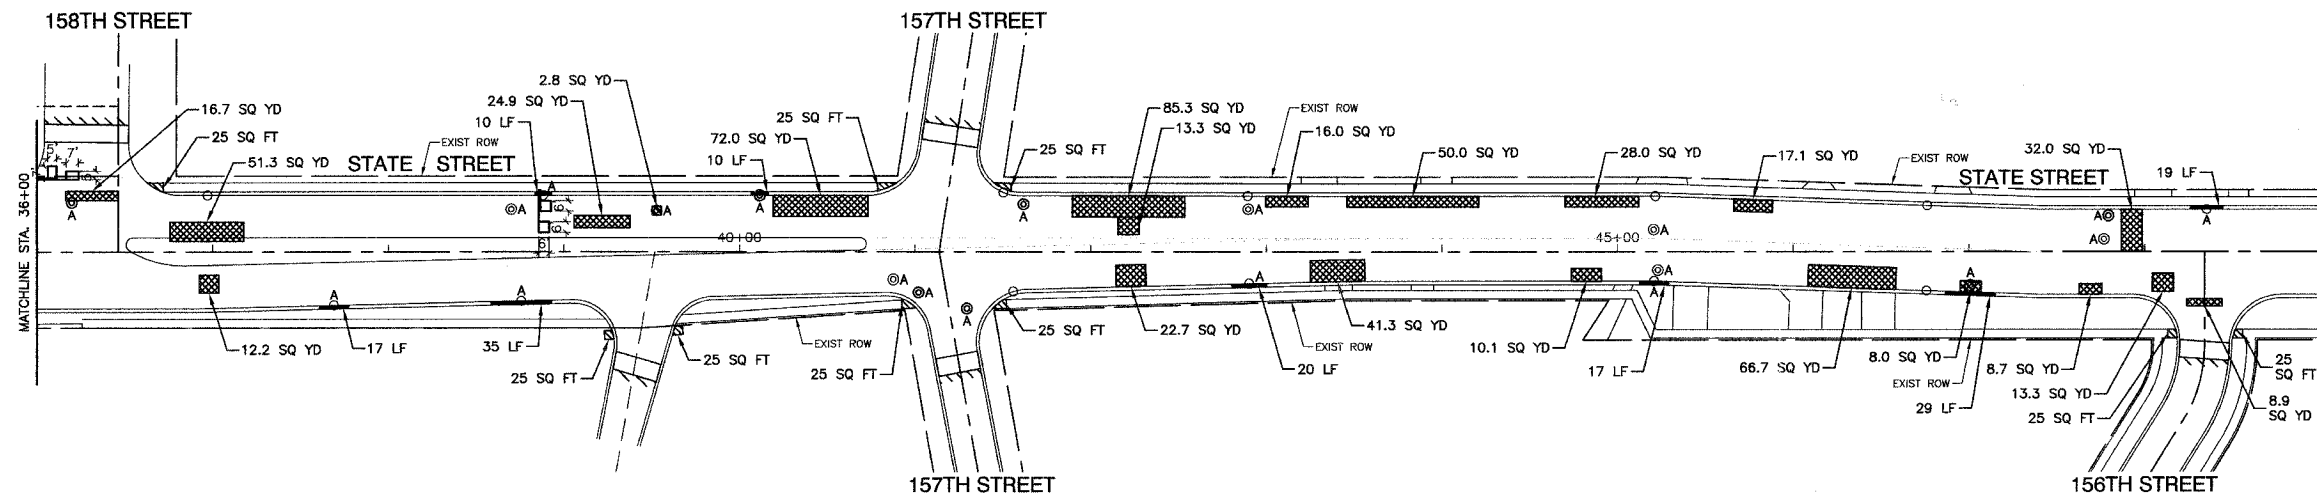 158TH STREET
157TH STREET
2.8 SQ YD
24.9 SQ YD
10 LF
16.7 SQ YD
25 SQ FT
51.3 SQ YD
EXIST ROW
STATE STREET
72.0 SQ YD
10 LF
25 SQ FT
85.3 SQ YD
13.3 SQ YD
25 SQ FT
EXIST ROW
16.0 SQ YD
50.0 SQ YD
28.0 SQ YD
17.1 SQ YD
EXIST ROW
32.0 SQ YD
STATE STREET
19 LF
5'
7'
A
A
A
A
A
A
A
A
A
A
A
6'
6'
6'
40+00
45+00
MATCHLINE STA. 36+00
A
A
A
A
A
A
A
A
12.2 SQ YD
17 LF
35 LF
25 SQ FT
25 SQ FT
EXIST ROW
25 SQ FT
25 SQ FT
22.7 SQ YD
20 LF
EXIST ROW
41.3 SQ YD
10.1 SQ YD
17 LF
66.7 SQ YD
8.0 SQ YD
EXIST ROW
29 LF
8.7 SQ YD
13.3 SQ YD
25 SQ FT
25
SQ FT
8.9
SQ YD
157TH STREET
156TH STREET